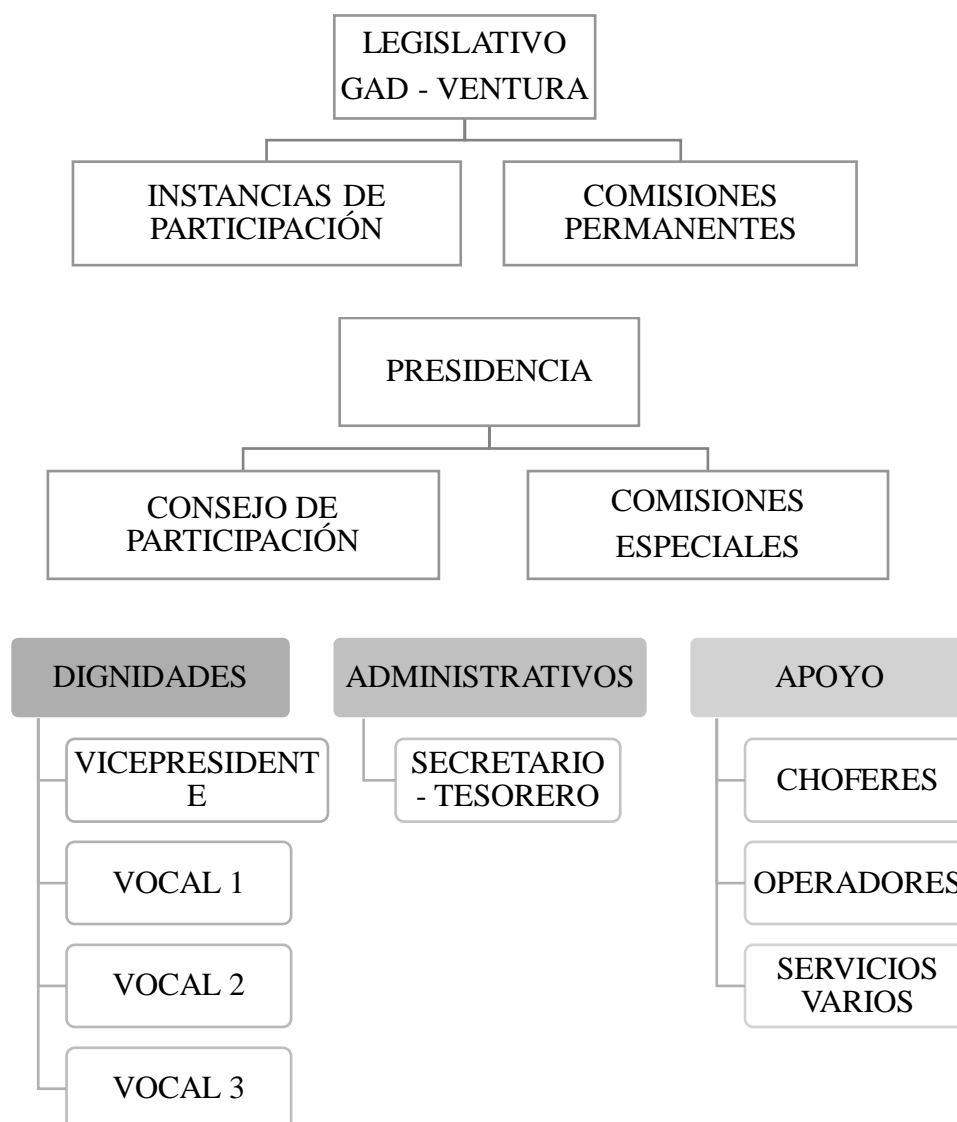 LEGISLATIVO
GAD - VENTURA
INSTANCIAS DE
PARTICIPACIÓN
COMISIONES
PERMANENTES
PRESIDENCIA
CONSEJO DE
PARTICIPACIÓN
COMISIONES
ESPECIALES
DIGNIDADES
VICEPRESIDENT
E
VOCAL 1
VOCAL 2
VOCAL 3
ADMINISTRATIVOS
SECRETARIO
- TESORERO
APOYO
CHOFERES
OPERADORES
SERVICIOS
VARIOS